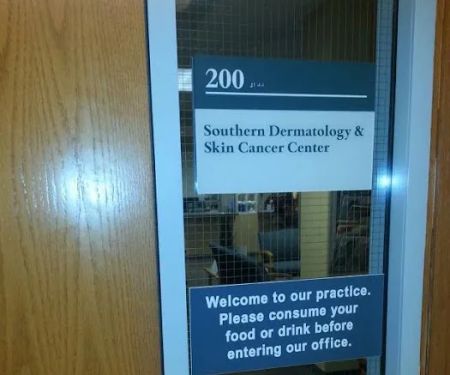 200
Southern Dermatology &
Skin Cancer Center
Welcome to our practice.
Please consume your
food or drink before
entering our office.